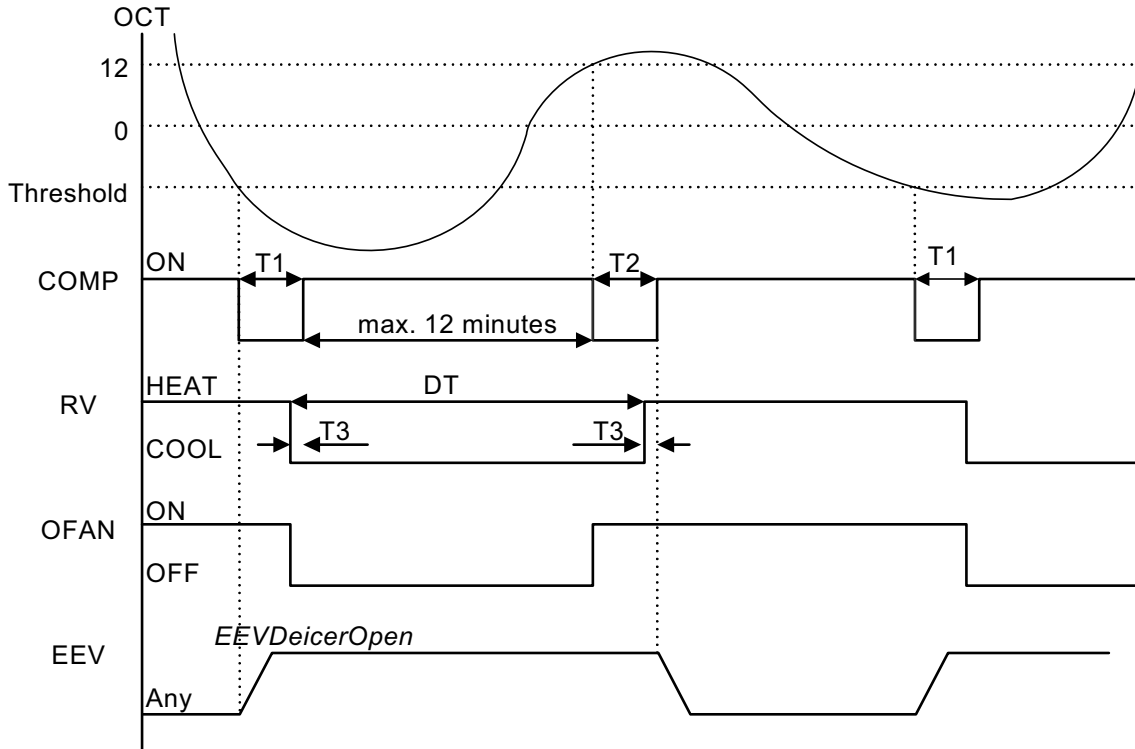 OCT
12
0
Threshold
COMP
ON
T1
T2
T1
max. 12 minutes
RV
HEAT
DT
T3
T3
COOL
OFAN
ON
OFF
EEV
EEVDeicerOpen
Any